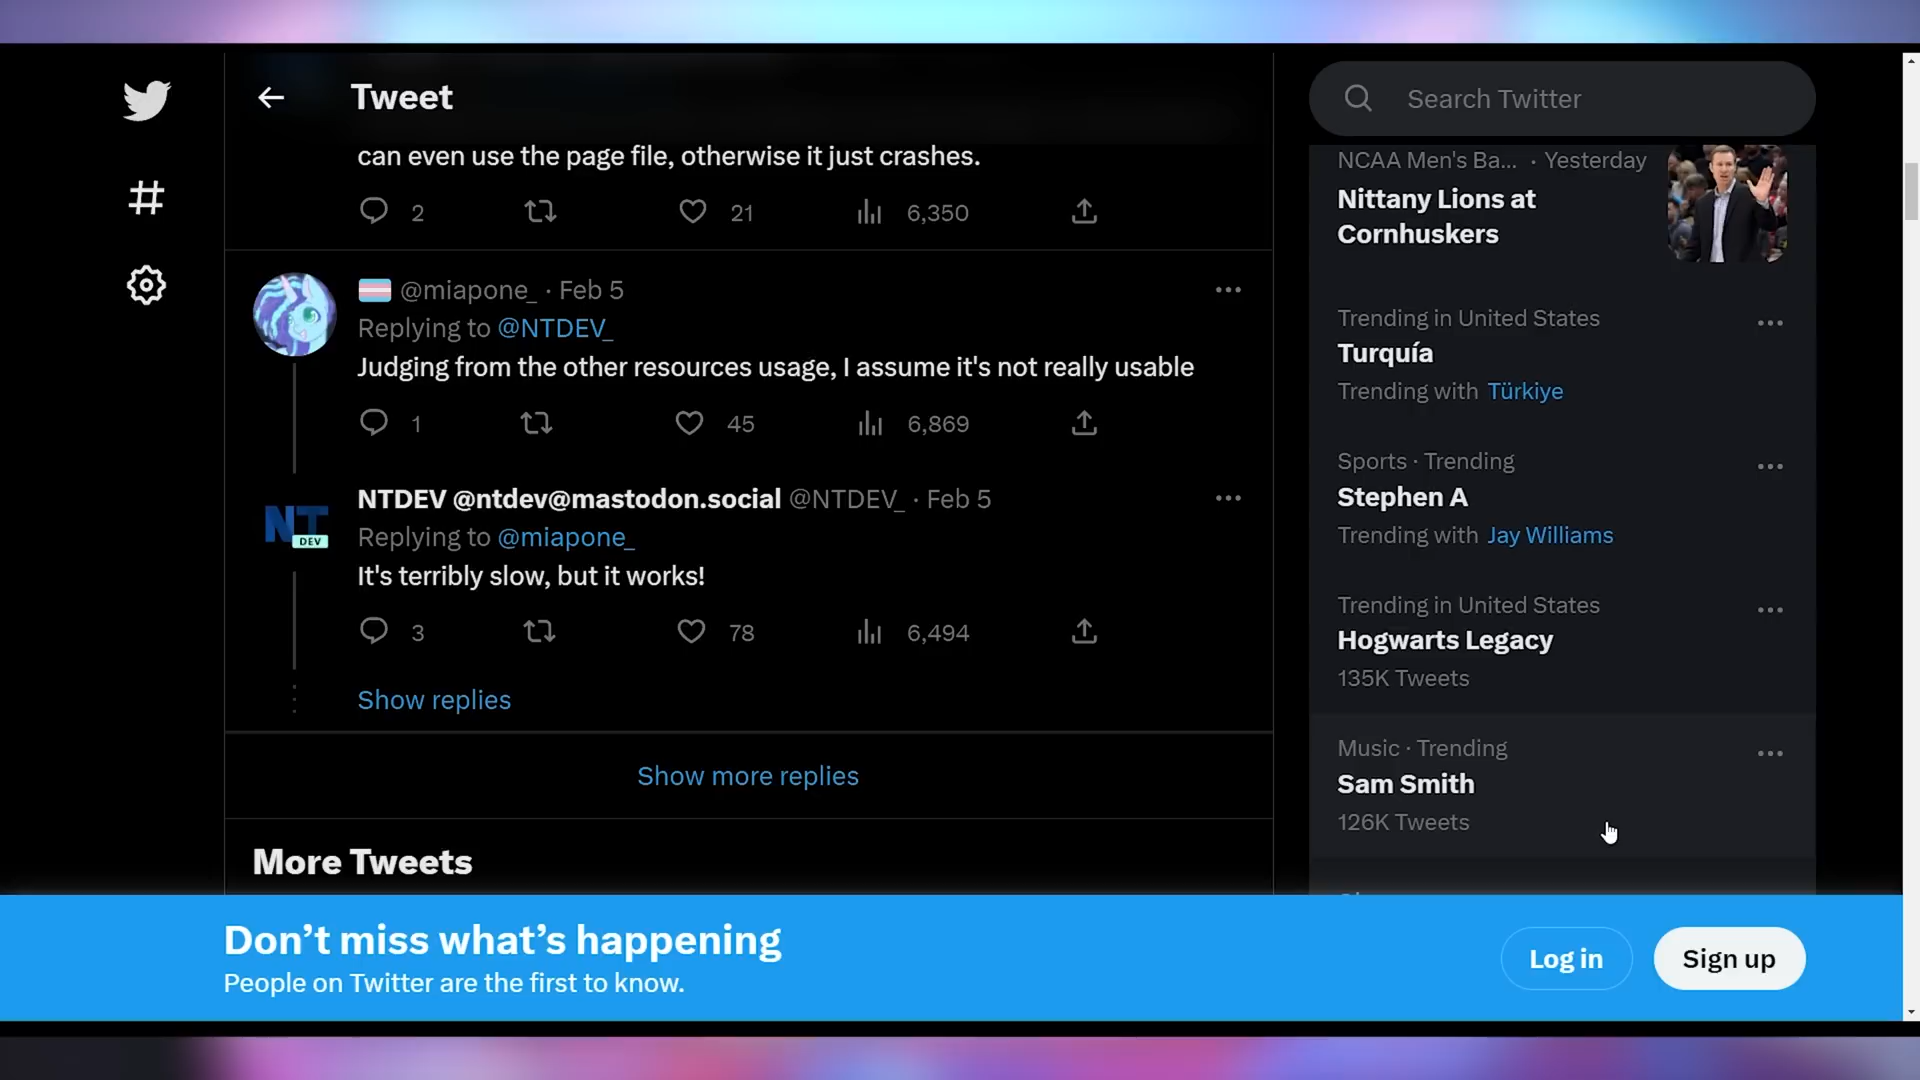 Tweet
can even use the page file, otherwise it just crashes.
2 21 6,350
@miapone_ · Feb 5
Replying to @NTDEV_
Judging from the other resources usage, I assume it's not really usable
1 45 6,869
NT
DEV
NTDEV @ntdev@mastodon.social @NTDEV_ · Feb 5
Replying to @miapone_
It's terribly slow, but it works!
3 78 6,494
Show replies
Show more replies
More Tweets
Search Twitter
NCAA Men's Ba... · Yesterday
Nittany Lions at
Cornhuskers
Trending in United States
Turquía
Trending with Türkiye
Sports · Trending
Stephen A
Trending with Jay Williams
Trending in United States
Hogwarts Legacy
135K Tweets
Music · Trending
Sam Smith
126K Tweets
Don’t miss what’s happening
People on Twitter are the first to know.
Log in
Sign up